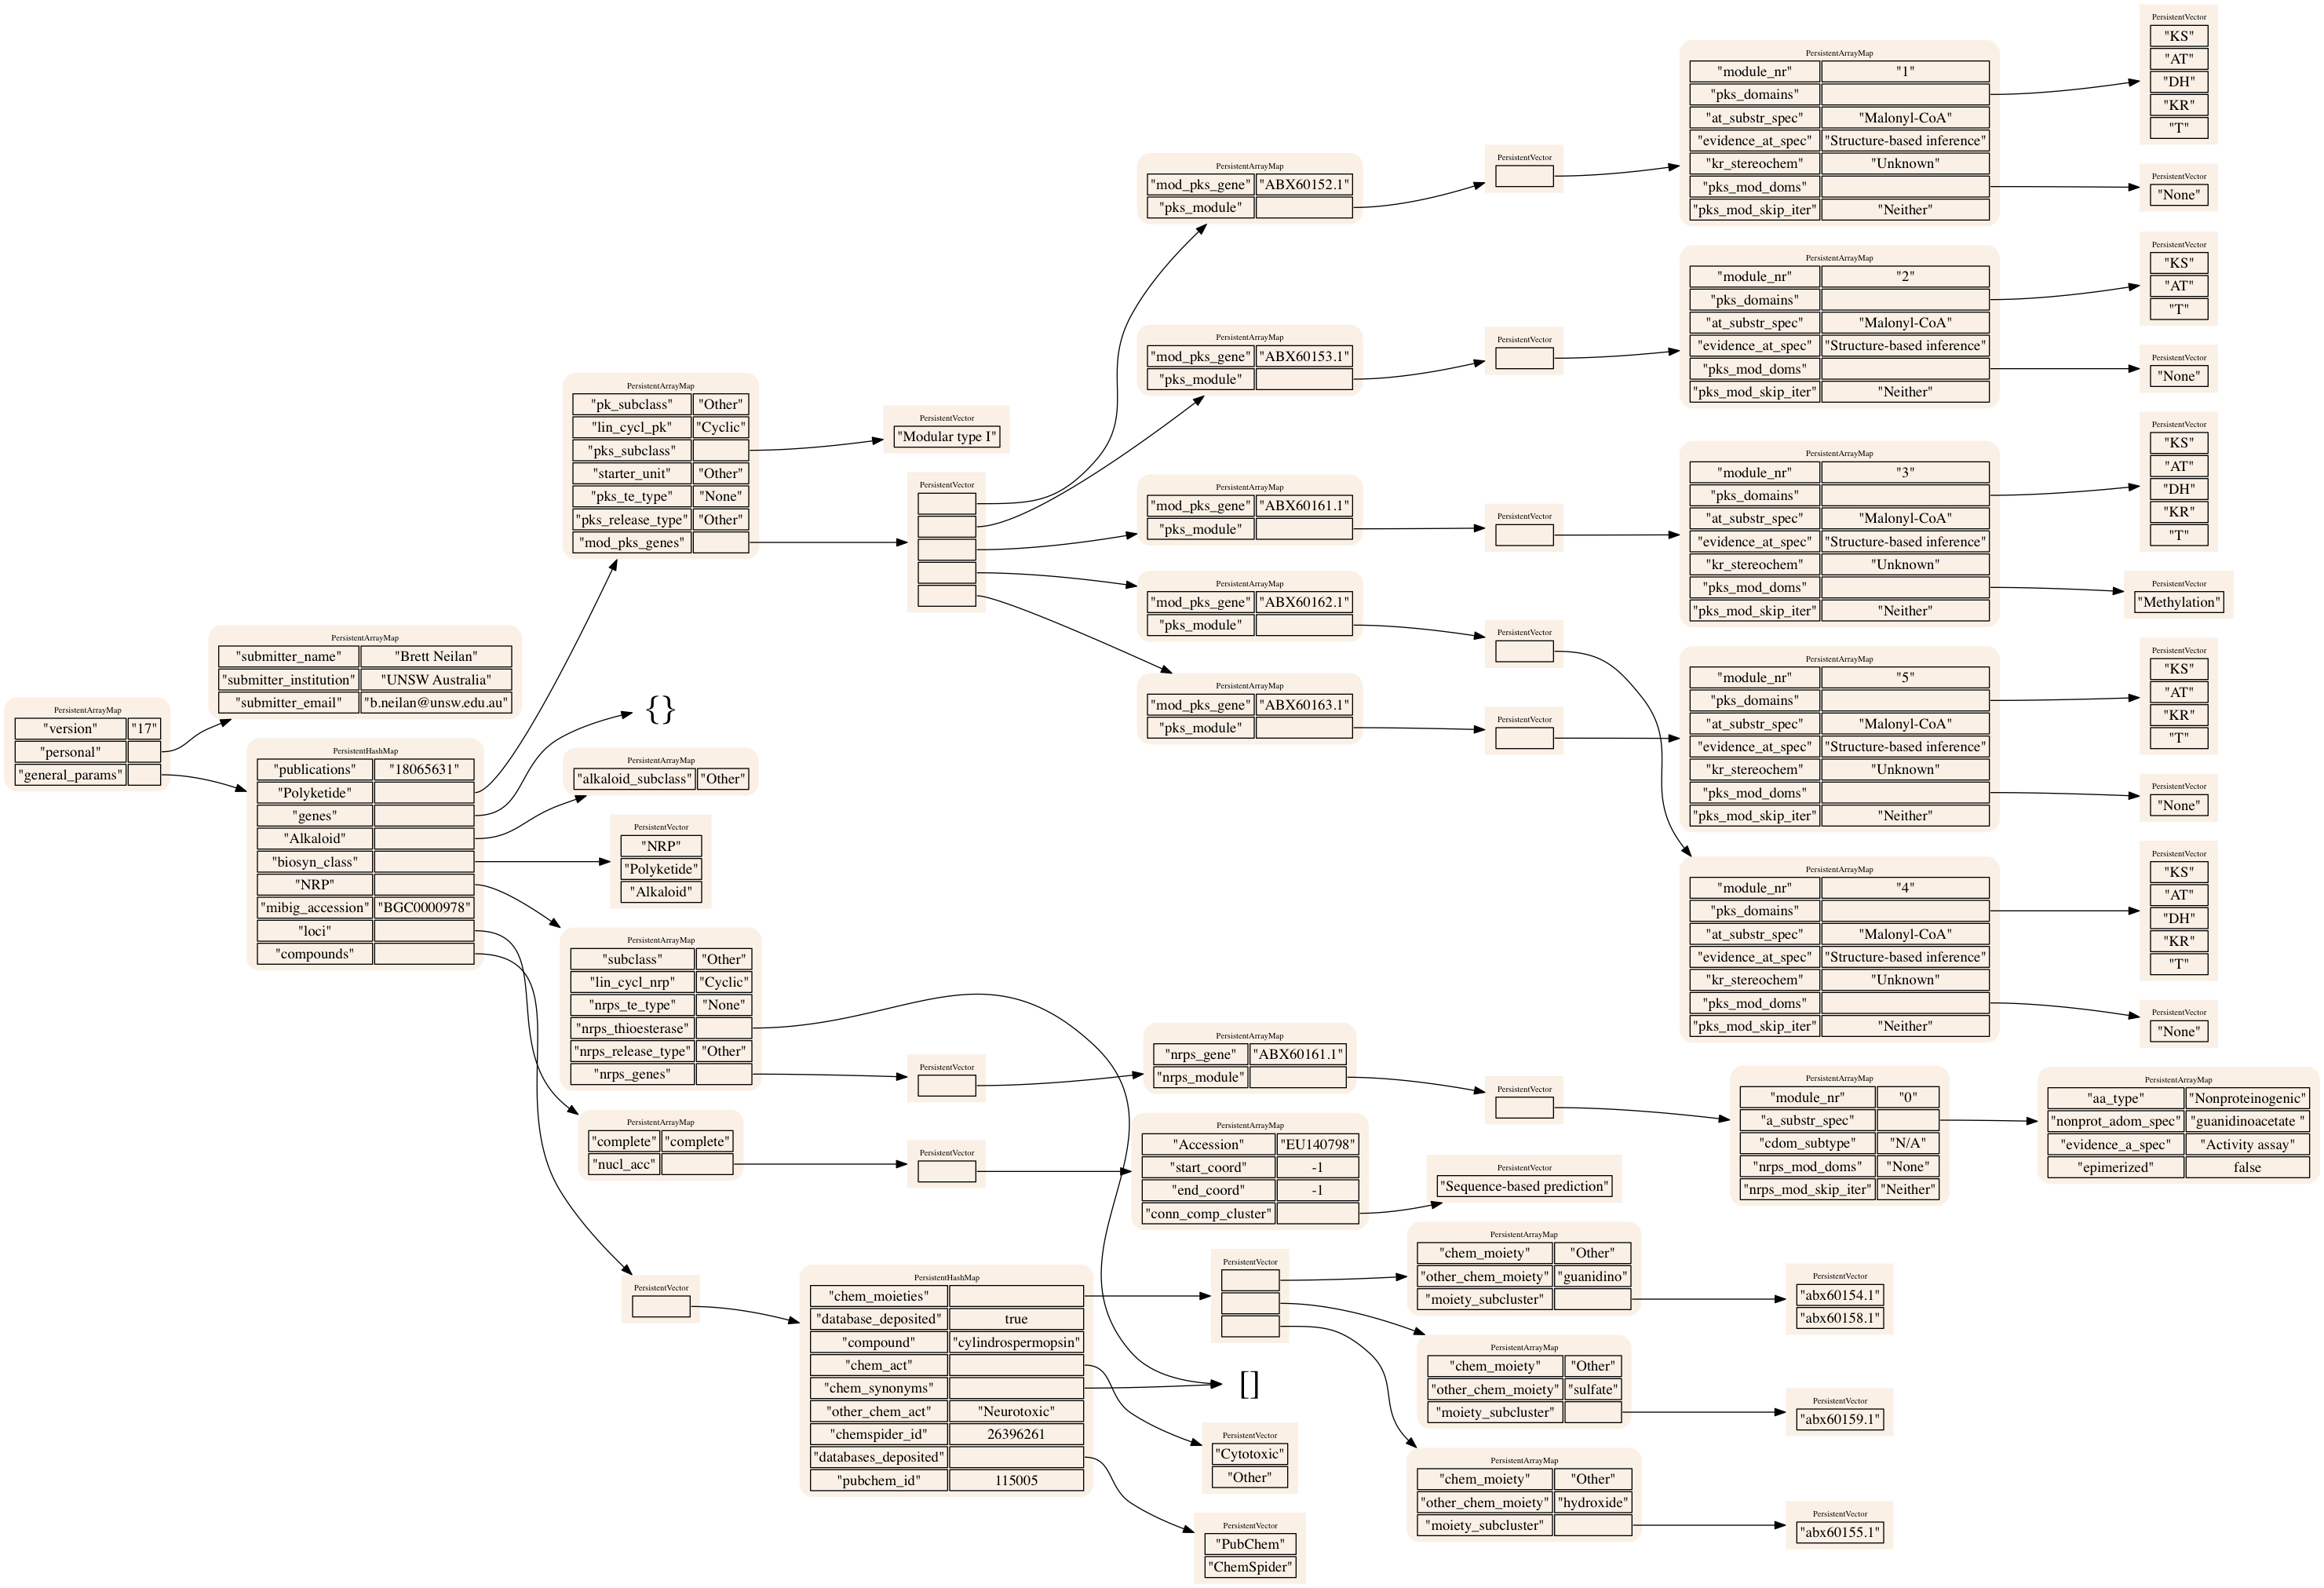 PersistentArrayMap
"version" "17"
"personal"
"general_params"
PersistentArrayMap
"submitter_name" "Brett Neilan"
"submitter_institution" "UNSW Australia"
"submitter_email" "b.neilan@unsw.edu.au"
PersistentHashMap
"publications" "18065631"
"Polyketide"
"genes"
"Alkaloid"
"biosyn_class"
"NRP"
"mibig_accession" "BGC0000978"
"loci"
"compounds"
PersistentArrayMap
"pk_subclass" "Other"
"lin_cycl_pk" "Cyclic"
"pks_subclass"
"starter_unit" "Other"
"pks_te_type" "None"
"pks_release_type" "Other"
"mod_pks_genes"
{}
PersistentArrayMap
"alkaloid_subclass" "Other"
PersistentVector
"NRP"
"Polyketide"
"Alkaloid"
PersistentArrayMap
"subclass" "Other"
"lin_cycl_nrp" "Cyclic"
"nrps_te_type" "None"
"nrps_thioesterase"
"nrps_release_type" "Other"
"nrps_genes"
PersistentArrayMap
"complete" "complete"
"nucl_acc"
PersistentVector
PersistentVector
"Modular type I"
PersistentVector
PersistentVector
PersistentVector
PersistentHashMap
"chem_moieties"
"database_deposited" true
"compound" "cylindrospermopsin"
"chem_act"
"chem_synonyms"
"other_chem_act" "Neurotoxic"
"chemspider_id" 26396261
"databases_deposited"
"pubchem_id" 115005
PersistentArrayMap
"mod_pks_gene" "ABX60152.1"
"pks_module"
PersistentArrayMap
"mod_pks_gene" "ABX60153.1"
"pks_module"
PersistentArrayMap
"mod_pks_gene" "ABX60161.1"
"pks_module"
PersistentArrayMap
"mod_pks_gene" "ABX60162.1"
"pks_module"
PersistentArrayMap
"mod_pks_gene" "ABX60163.1"
"pks_module"
PersistentArrayMap
"nrps_gene" "ABX60161.1"
"nrps_module"
PersistentArrayMap
"Accession" "EU140798"
"start_coord" -1
"end_coord" -1
"conn_comp_cluster"
PersistentVector
[]
PersistentVector
"Cytotoxic"
"Other"
PersistentVector
"PubChem"
"ChemSpider"
PersistentVector
PersistentVector
PersistentVector
PersistentVector
PersistentVector
PersistentVector
PersistentVector
"Sequence-based prediction"
PersistentArrayMap
"chem_moiety" "Other"
"other_chem_moiety" "guanidino"
"moiety_subcluster"
PersistentArrayMap
"chem_moiety" "Other"
"other_chem_moiety" "sulfate"
"moiety_subcluster"
PersistentArrayMap
"chem_moiety" "Other"
"other_chem_moiety" "hydroxide"
"moiety_subcluster"
PersistentArrayMap
"module_nr" "1"
"pks_domains"
"at_substr_spec" "Malonyl-CoA"
"evidence_at_spec" "Structure-based inference"
"kr_stereochem" "Unknown"
"pks_mod_doms"
"pks_mod_skip_iter" "Neither"
PersistentArrayMap
"module_nr" "2"
"pks_domains"
"at_substr_spec" "Malonyl-CoA"
"evidence_at_spec" "Structure-based inference"
"pks_mod_doms"
"pks_mod_skip_iter" "Neither"
PersistentArrayMap
"module_nr" "3"
"pks_domains"
"at_substr_spec" "Malonyl-CoA"
"evidence_at_spec" "Structure-based inference"
"kr_stereochem" "Unknown"
"pks_mod_doms"
"pks_mod_skip_iter" "Neither"
PersistentArrayMap
"module_nr" "5"
"pks_domains"
"at_substr_spec" "Malonyl-CoA"
"evidence_at_spec" "Structure-based inference"
"kr_stereochem" "Unknown"
"pks_mod_doms"
"pks_mod_skip_iter" "Neither"
PersistentArrayMap
"module_nr" "4"
"pks_domains"
"at_substr_spec" "Malonyl-CoA"
"evidence_at_spec" "Structure-based inference"
"kr_stereochem" "Unknown"
"pks_mod_doms"
"pks_mod_skip_iter" "Neither"
PersistentArrayMap
"module_nr" "0"
"a_substr_spec"
"cdom_subtype" "N/A"
"nrps_mod_doms" "None"
"nrps_mod_skip_iter" "Neither"
PersistentVector
"abx60154.1"
"abx60158.1"
PersistentVector
"abx60159.1"
PersistentVector
"abx60155.1"
PersistentVector
"KS"
"AT"
"DH"
"KR"
"T"
PersistentVector
"None"
PersistentVector
"KS"
"AT"
"T"
PersistentVector
"None"
PersistentVector
"KS"
"AT"
"DH"
"KR"
"T"
PersistentVector
"Methylation"
PersistentVector
"KS"
"AT"
"KR"
"T"
PersistentVector
"None"
PersistentVector
"KS"
"AT"
"DH"
"KR"
"T"
PersistentVector
"None"
PersistentArrayMap
"aa_type" "Nonproteinogenic"
"nonprot_adom_spec" "guanidinoacetate "
"evidence_a_spec" "Activity assay"
"epimerized" false